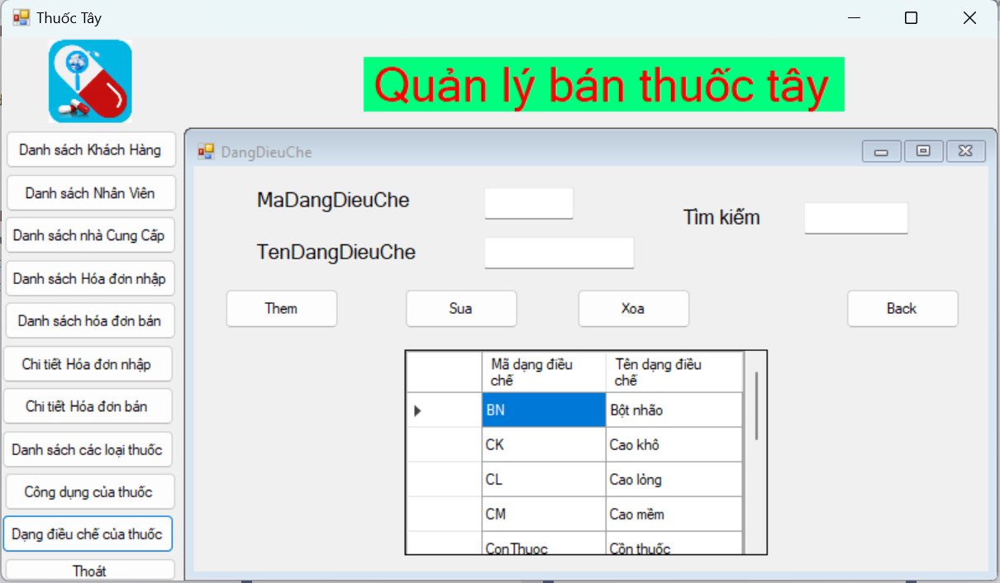 Thuốc Tây
Quản lý bán thuốc tây
Danh sách Khách Hàng
Danh sách Nhân Viên
Danh sách nhà Cung Cấp
Danh sách Hóa đơn nhập
Danh sách hóa đơn bán
Chi tiết Hóa đơn nhập
Chi tiết Hóa đơn bán
Danh sách các loại thuốc
Công dụng của thuốc
Dạng điều chế của thuốc
Thoát
DangDieuChe
MaDangDieuChe
Tìm kiếm
TenDangDieuChe
Them Sua Xoa Back
Mã dạng điều
chế
Tên dạng điều
chế
BN Bột nhão
CK Cao khô
CL Cao lỏng
CM Cao mềm
ConThuoc Cồn thuốc